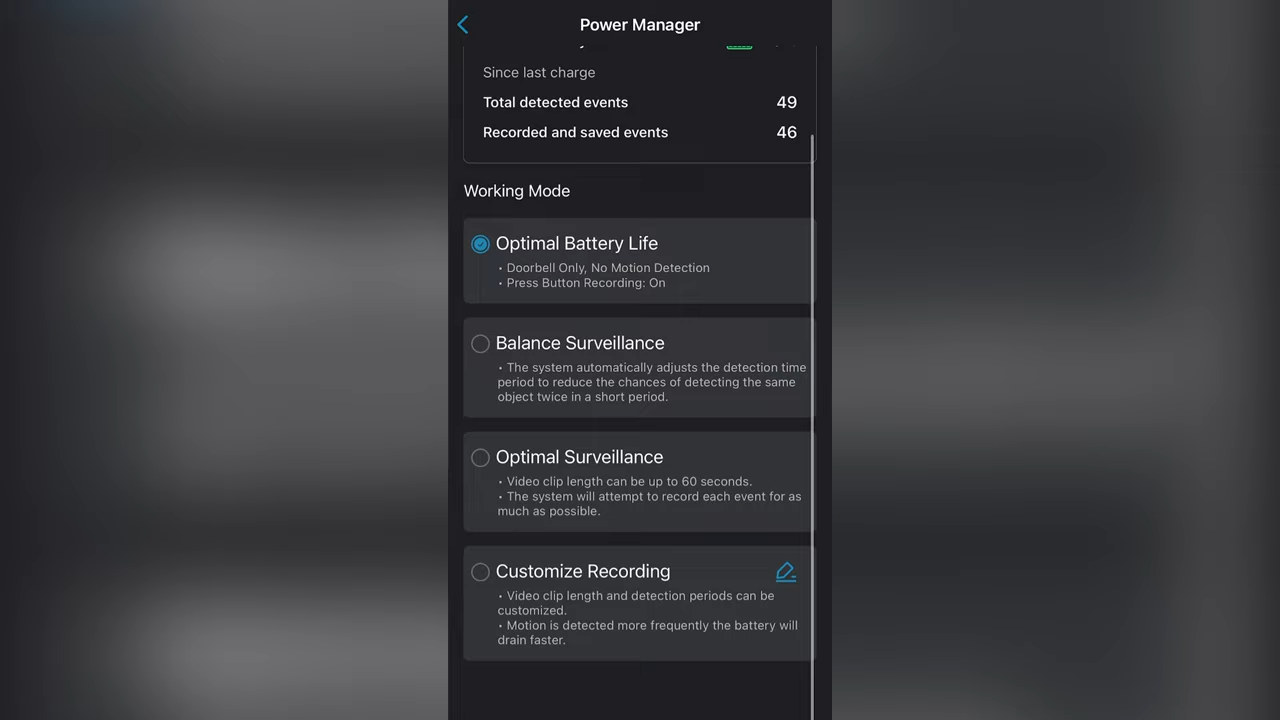 Power Manager
Since last charge
Total detected events 49
Recorded and saved events 46
Working Mode
Optimal Battery Life
• Doorbell Only, No Motion Detection
• Press Button Recording: On
Balance Surveillance
• The system automatically adjusts the detection time
period to reduce the chances of detecting the same
object twice in a short period.
Optimal Surveillance
• Video clip length can be up to 60 seconds.
• The system will attempt to record each event for as
much as possible.
Customize Recording
• Video clip length and detection periods can be
customized.
• Motion is detected more frequently the battery will
drain faster.